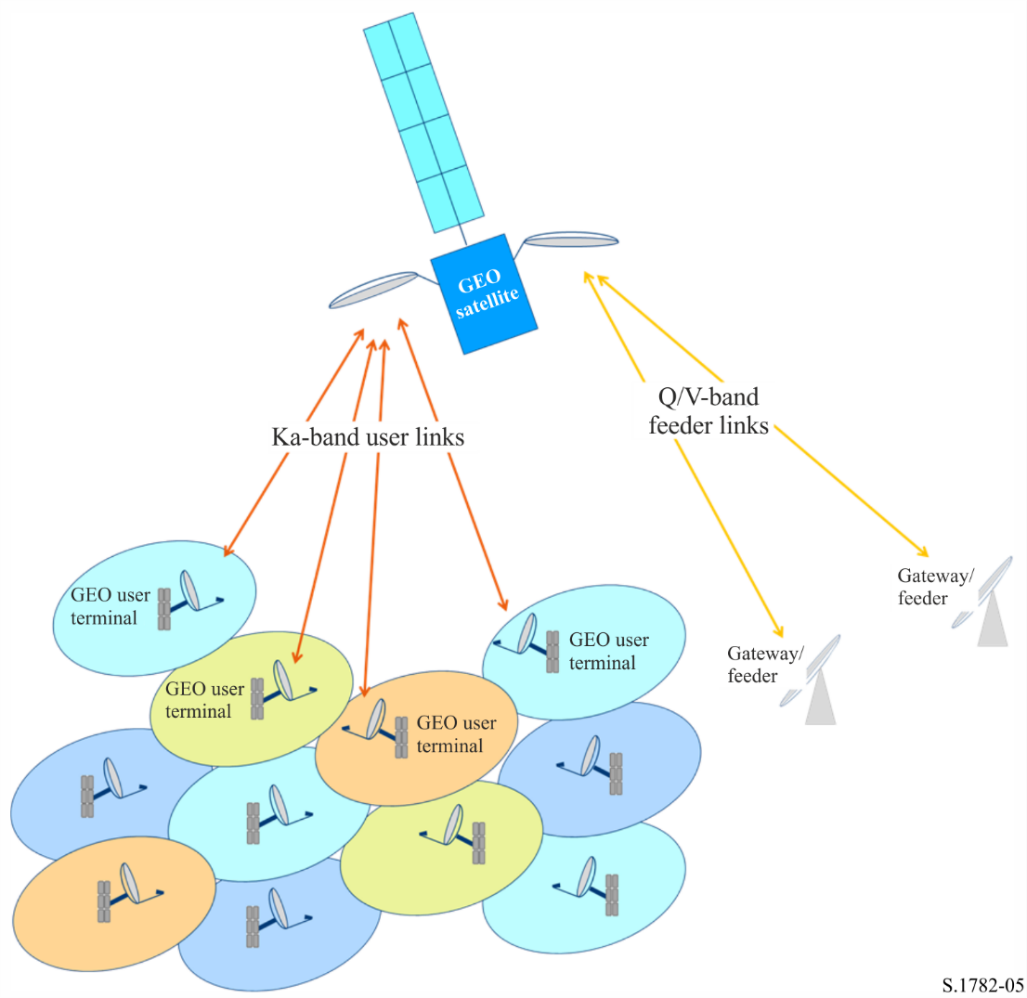 GEO
satellite
Q/V-band
feeder links
Ka-band user links
GEO user
terminal
Gateway/
feeder
GEO user
terminal
Gateway/
feeder
GEO user
terminal
GEO user
terminal
S.1782-05